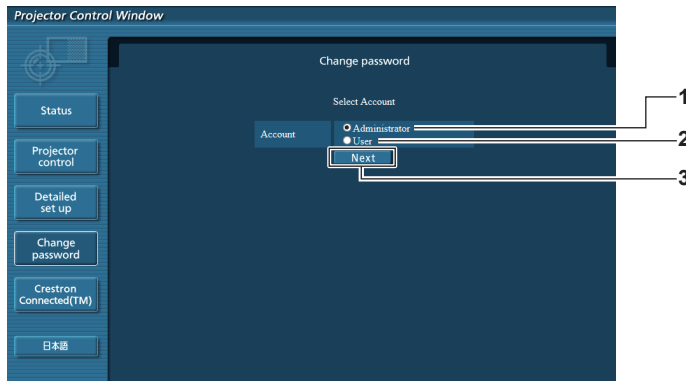 Projector Control Window
Change password
Select Account
Account
Administrator
User
Next
Status
Projector
control
Detailed
set up
Change
password
Crestron
Connected(TM)
日本語
1
2
3